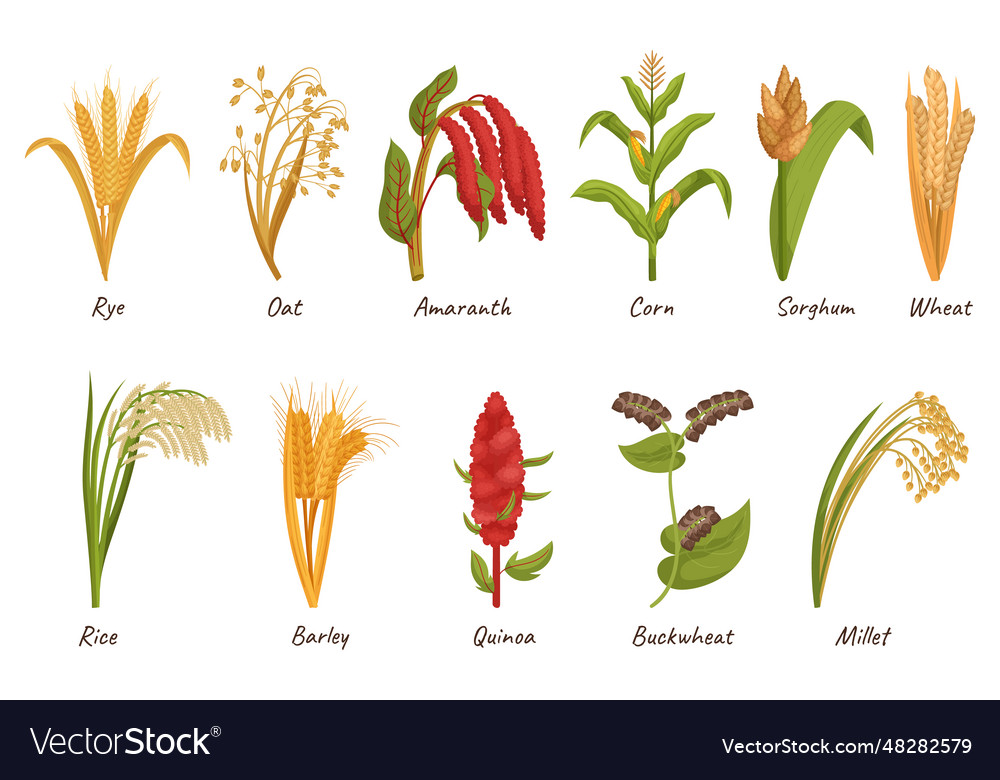 Rye Oat Amaranth Corn Sorghum Wheat
Rice Barley Quinoa Buckwheat Millet
VectorStock® VectorStock.com/48282579